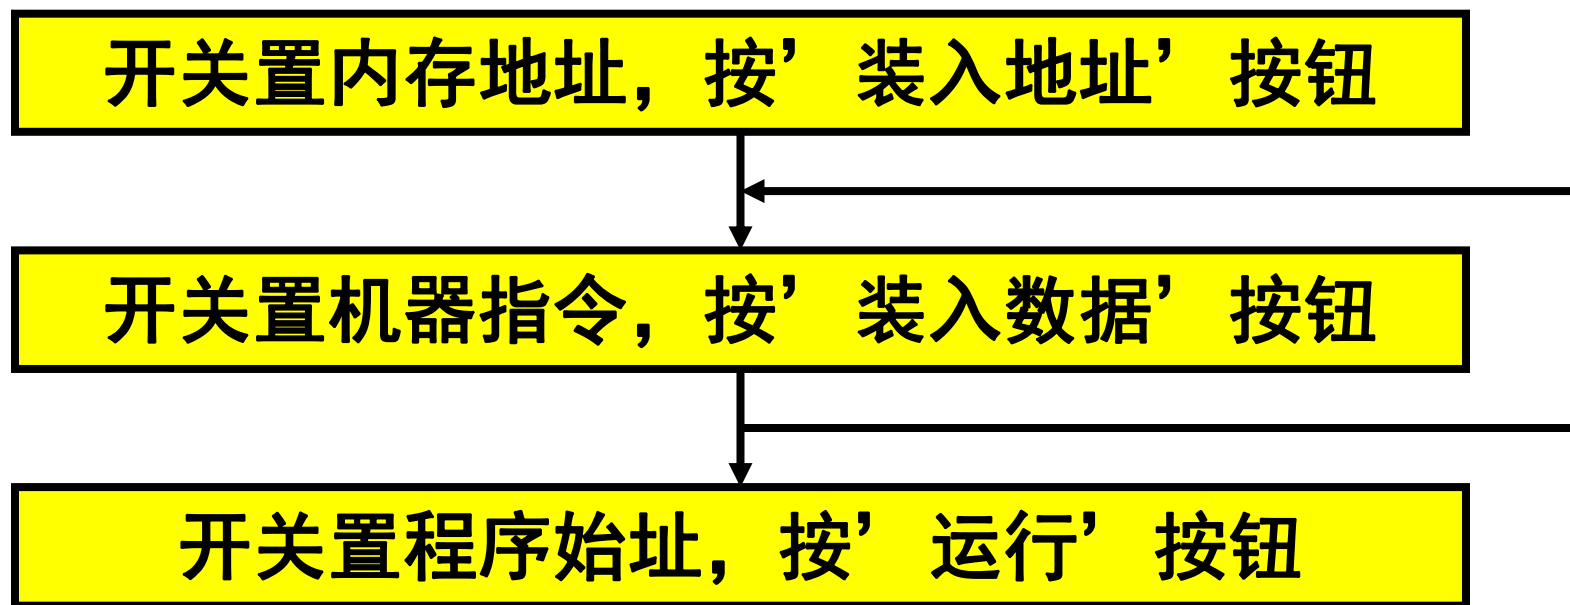 开关置内存地址，按’装入地址’按钮
开关置机器指令，按’装入数据’按钮
开关置程序始址，按’运行’按钮